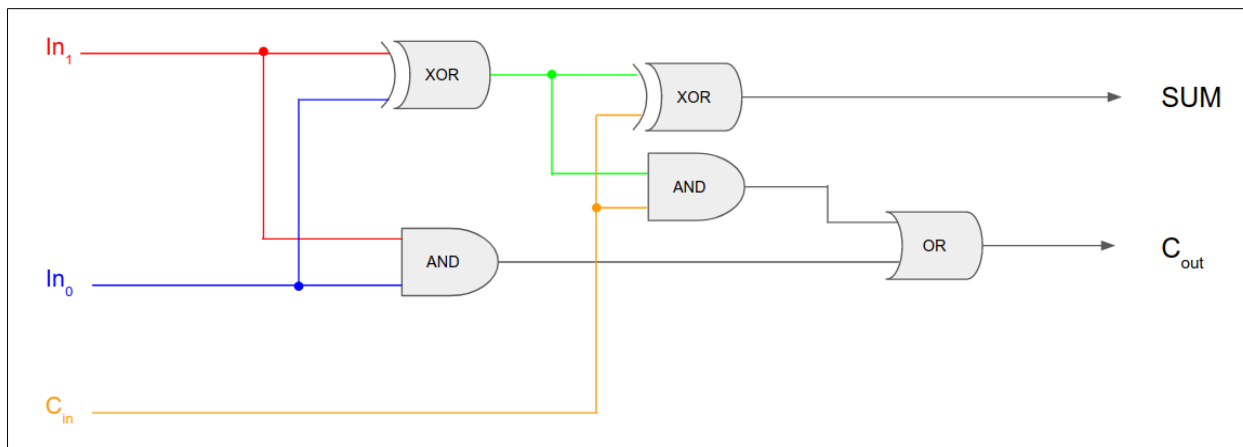 In1
XOR
XOR
SUM
AND
OR
Cout
AND
In0
Cin